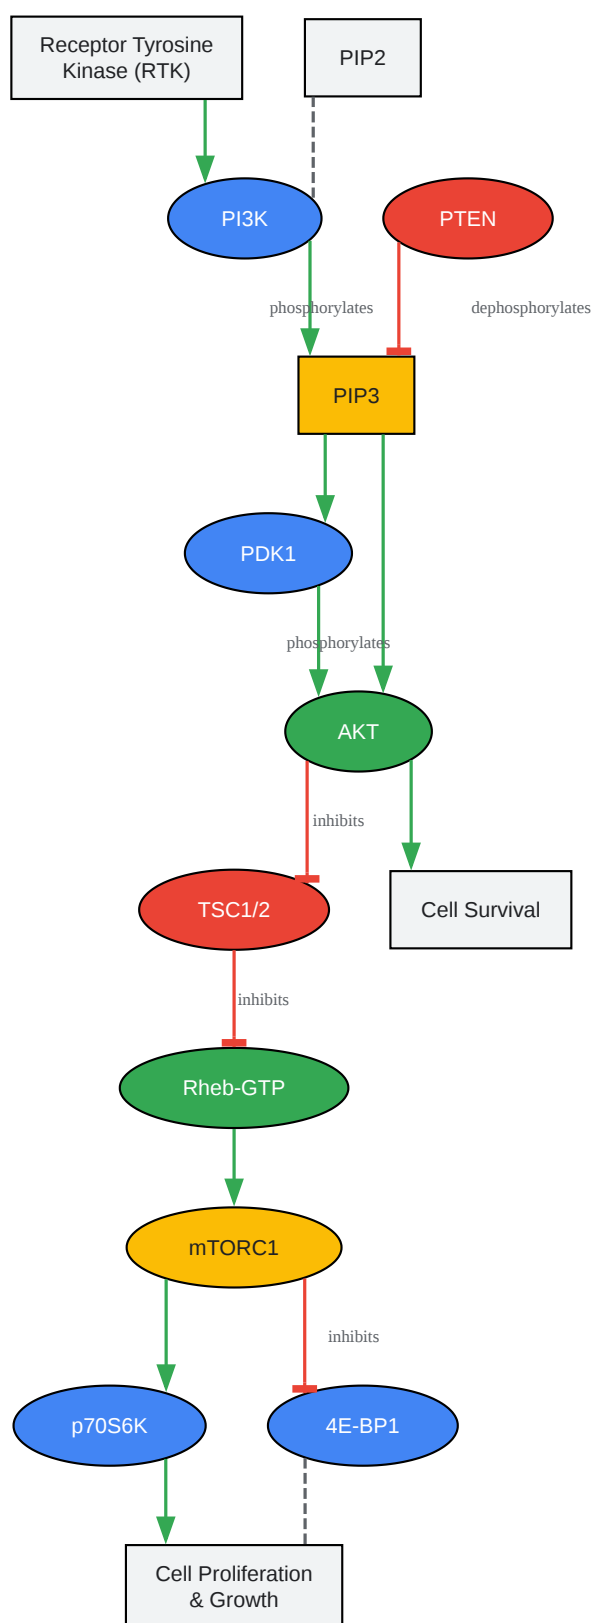 Receptor Tyrosine
Kinase (RTK)
PIP2
PI3K
PTEN
phosphorylates
dephosphorylates
PIP3
PDK1
phosphorylates
AKT
inhibits
TSC1/2
Cell Survival
inhibits
Rheb-GTP
mTORC1
inhibits
p70S6K
4E-BP1
Cell Proliferation
& Growth